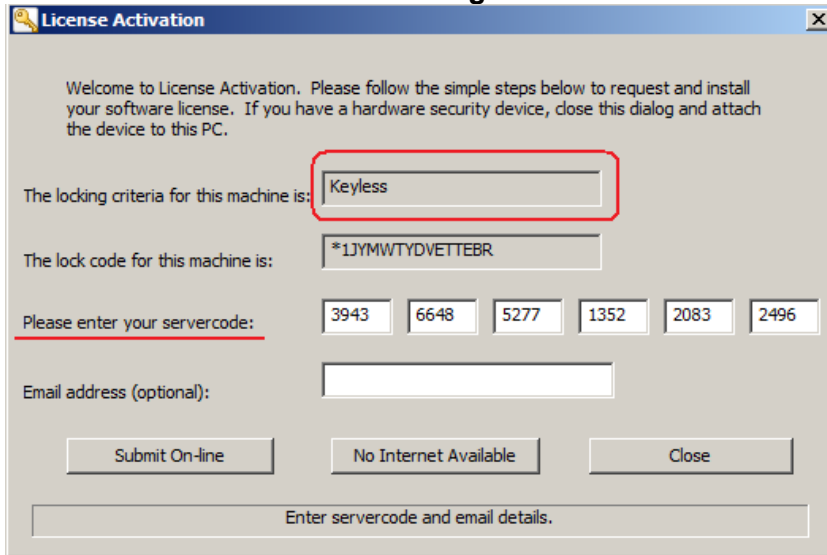 License Activation
Welcome to License Activation. Please follow the simple steps below to request and install
your software license. If you have a hardware security device, close this dialog and attach
the device to this PC.
The locking criteria for this machine is: Keyless
The lock code for this machine is: *1JYMWTYDVETTEBR
Please enter your servercode: 3943 6648 5277 1352 2083 2496
Email address (optional):
Submit On-line No Internet Available Close
Enter servercode and email details.